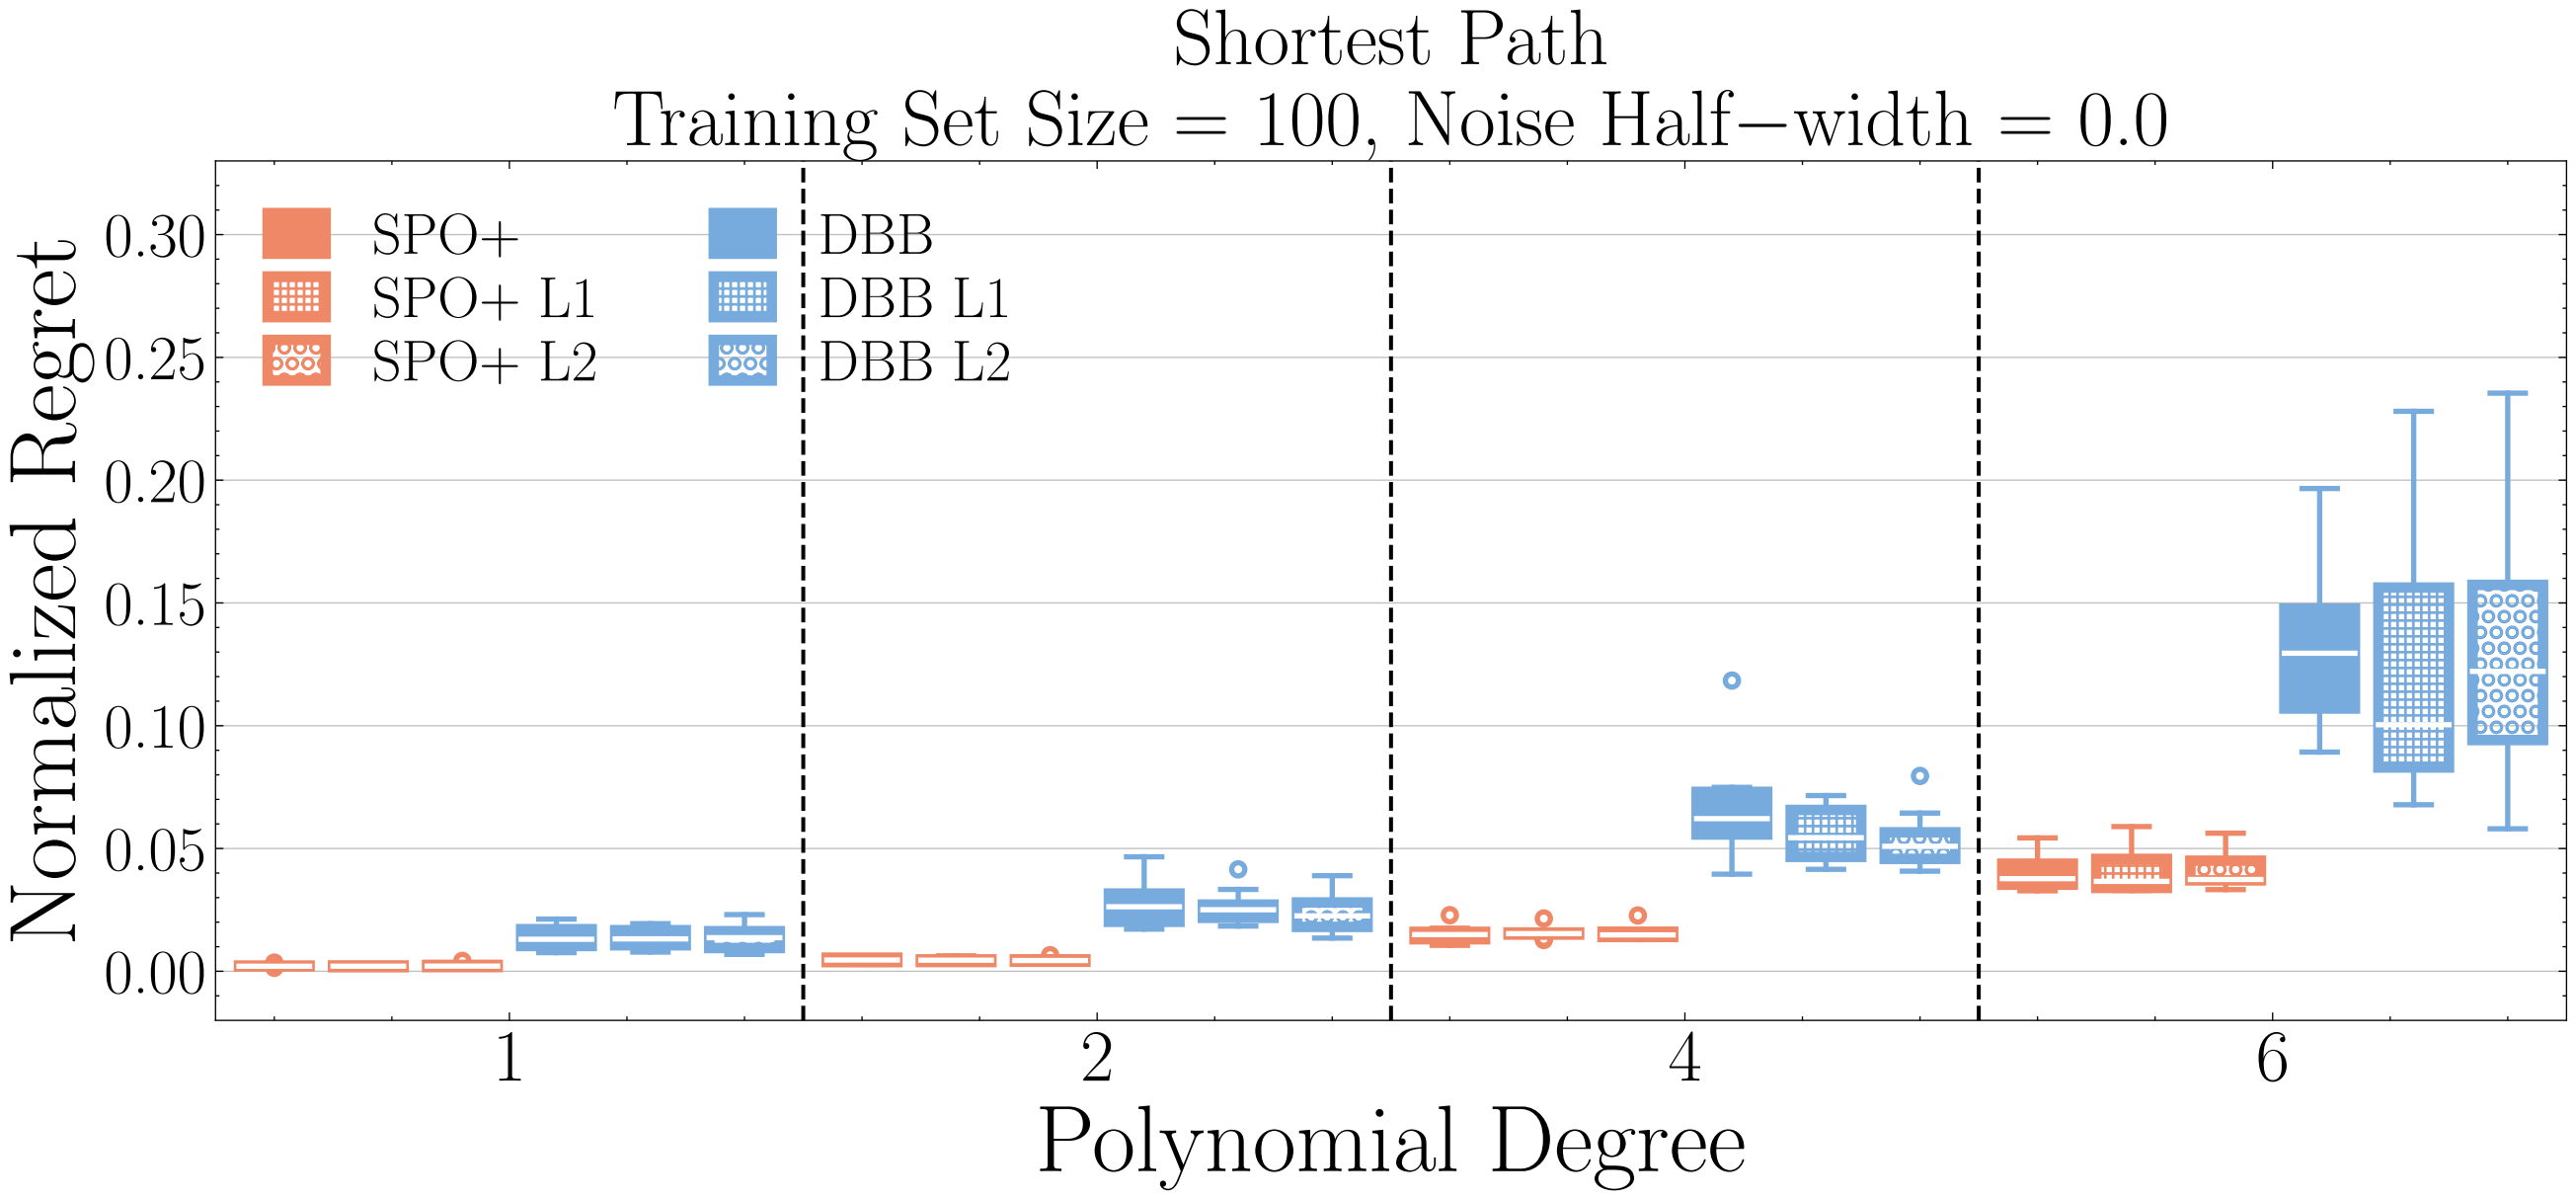 Shortest Path
Training Set Size = 100, Noise Half−width = 0.0
Normalized Regret
0.30
0.25
0.20
0.15
0.10
0.05
0.00
SPO+
SPO+ L1
SPO+ L2
DBB
DBB L1
DBB L2
1
2
4
6
Polynomial Degree